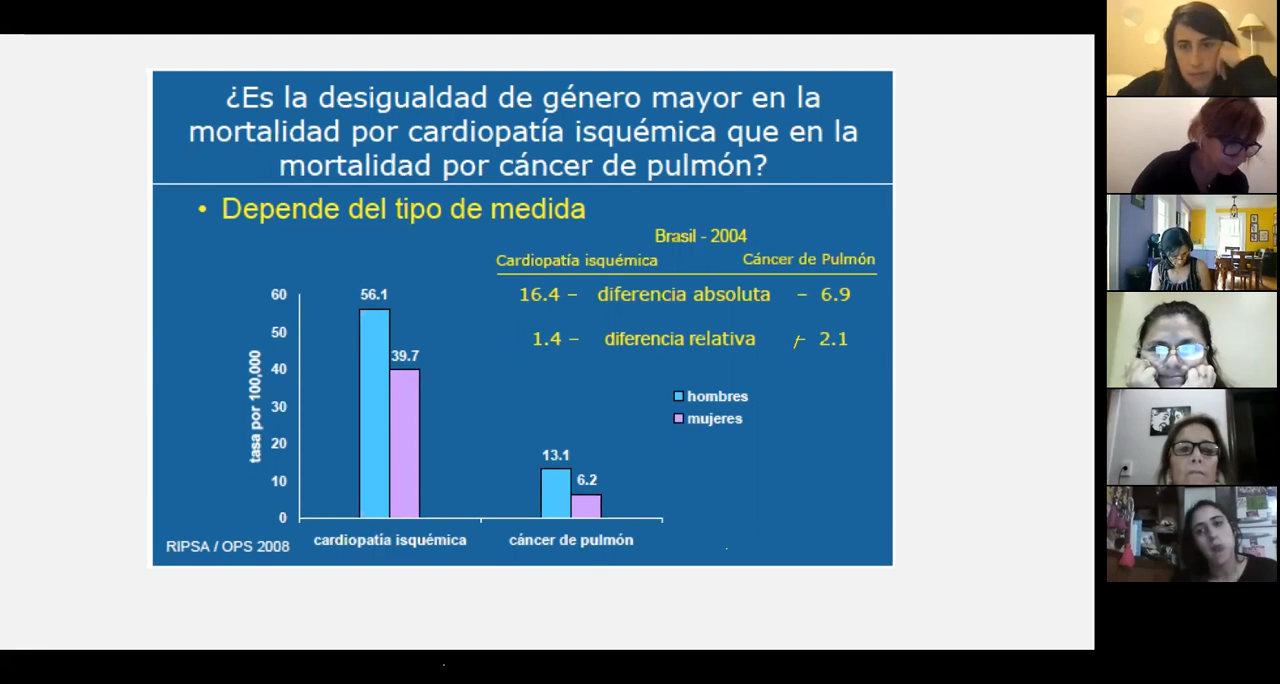 ¿Es la desigualdad de género mayor en la
mortalidad por cardiopatía isquémica que en la
mortalidad por cáncer de pulmón?
• Depende del tipo de medida
Brasil - 2004
Cardiopatía isquémica Cáncer de Pulmón
16.4 – diferencia absoluta – 6.9
1.4 – diferencia relativa – 2.1
tasa por 100,000
60
50
40
30
20
10
0
56.1
39.7
13.1
6.2
hombres
mujeres
cardiopatía isquémica cáncer de pulmón
RIPSA / OPS 2008